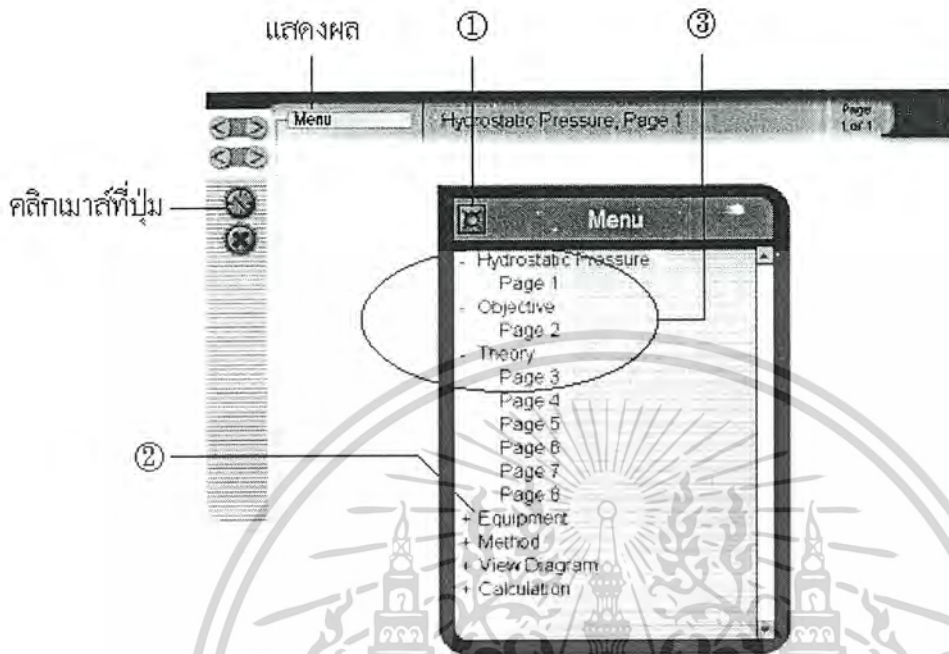 แสดงผล
①
③
Menu
Hydrostatic Pressure, Page 1
Page
1 of 1
คลิกเมาส์ที่ปุ่ม
Menu
- Hydrostatic Pressure
Page 1
- Objective
Page 2
- Theory
Page 3
Page 4
Page 5
Page 6
Page 7
Page 8
②
+ Equipment
+ Method
+ View Diagram
+ Calculation